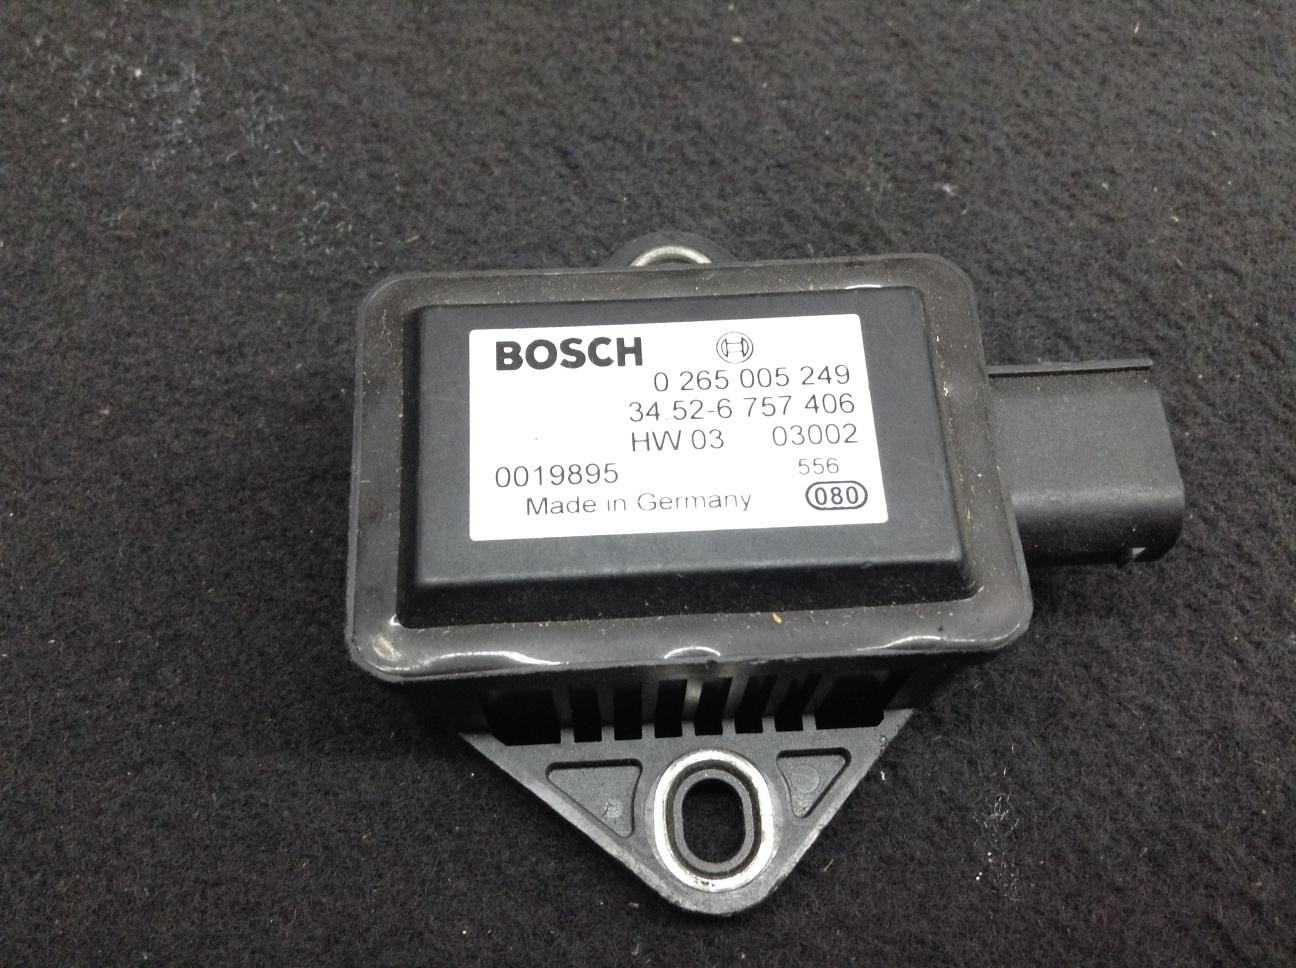 BOSCH
0 265 005 249
34.52-6 757 406
HW 03 03002
0019895 556
Made in Germany 080